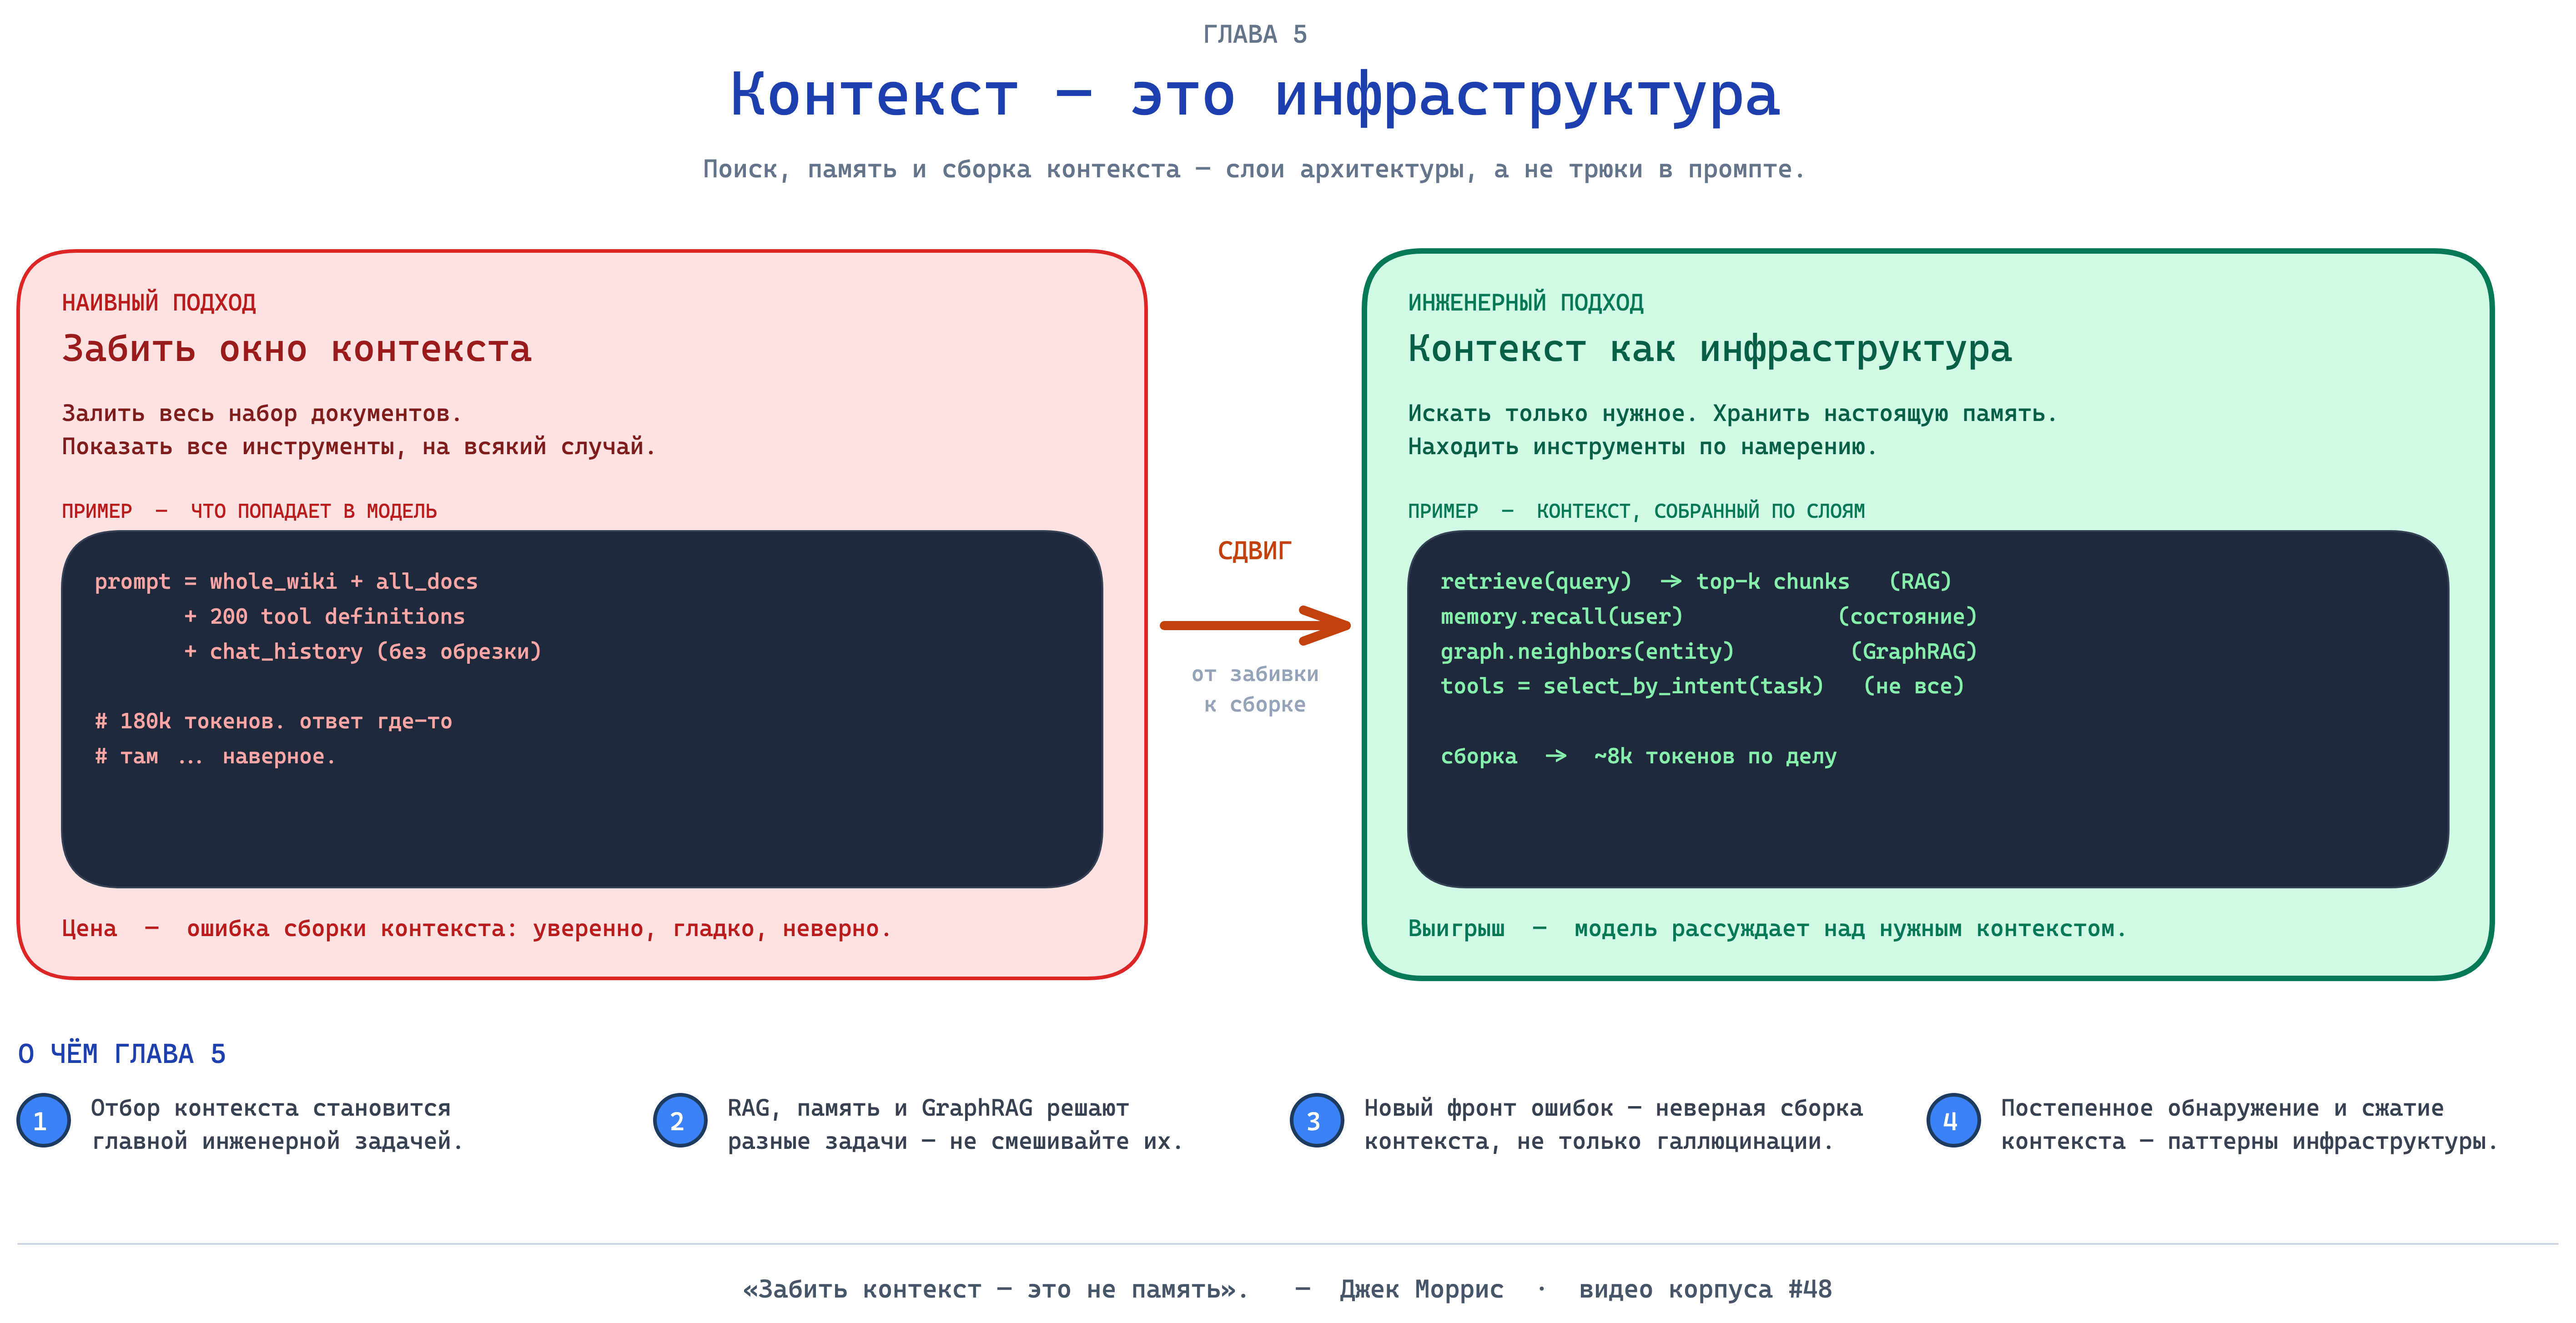 ГЛАВА 5
Контекст — это инфраструктура
Поиск, память и сборка контекста — слои архитектуры, а не трюки в промпте.
НАИВНЫЙ ПОДХОД
Забить окно контекста
Залить весь набор документов.
Показать все инструменты, на всякий случай.
ПРИМЕР — ЧТО ПОПАДАЕТ В МОДЕЛЬ
prompt = whole_wiki + all_docs
+ 200 tool definitions
+ chat_history (без обрезки)
# 180k токенов. ответ где-то
# там ... наверное.
Цена — ошибка сборки контекста: уверенно, гладко, неверно.
СДВИГ
от забивки
к сборке
ИНЖЕНЕРНЫЙ ПОДХОД
Контекст как инфраструктура
Искать только нужное. Хранить настоящую память.
Находить инструменты по намерению.
ПРИМЕР — КОНТЕКСТ, СОБРАННЫЙ ПО СЛОЯМ
retrieve(query) → top-k chunks (RAG)
memory.recall(user) (состояние)
graph.neighbors(entity) (GraphRAG)
tools = select_by_intent(task) (не все)
сборка → ~8k токенов по делу
Выигрыш — модель рассуждает над нужным контекстом.
О ЧЁМ ГЛАВА 5
1 Отбор контекста становится
главной инженерной задачей.
2 RAG, память и GraphRAG решают
разные задачи — не смешивайте их.
3 Новый фронт ошибок — неверная сборка
контекста, не только галлюцинации.
4 Постепенное обнаружение и сжатие
контекста — паттерны инфраструктуры.
«Забить контекст — это не память». — Джек Моррис · видео корпуса #48